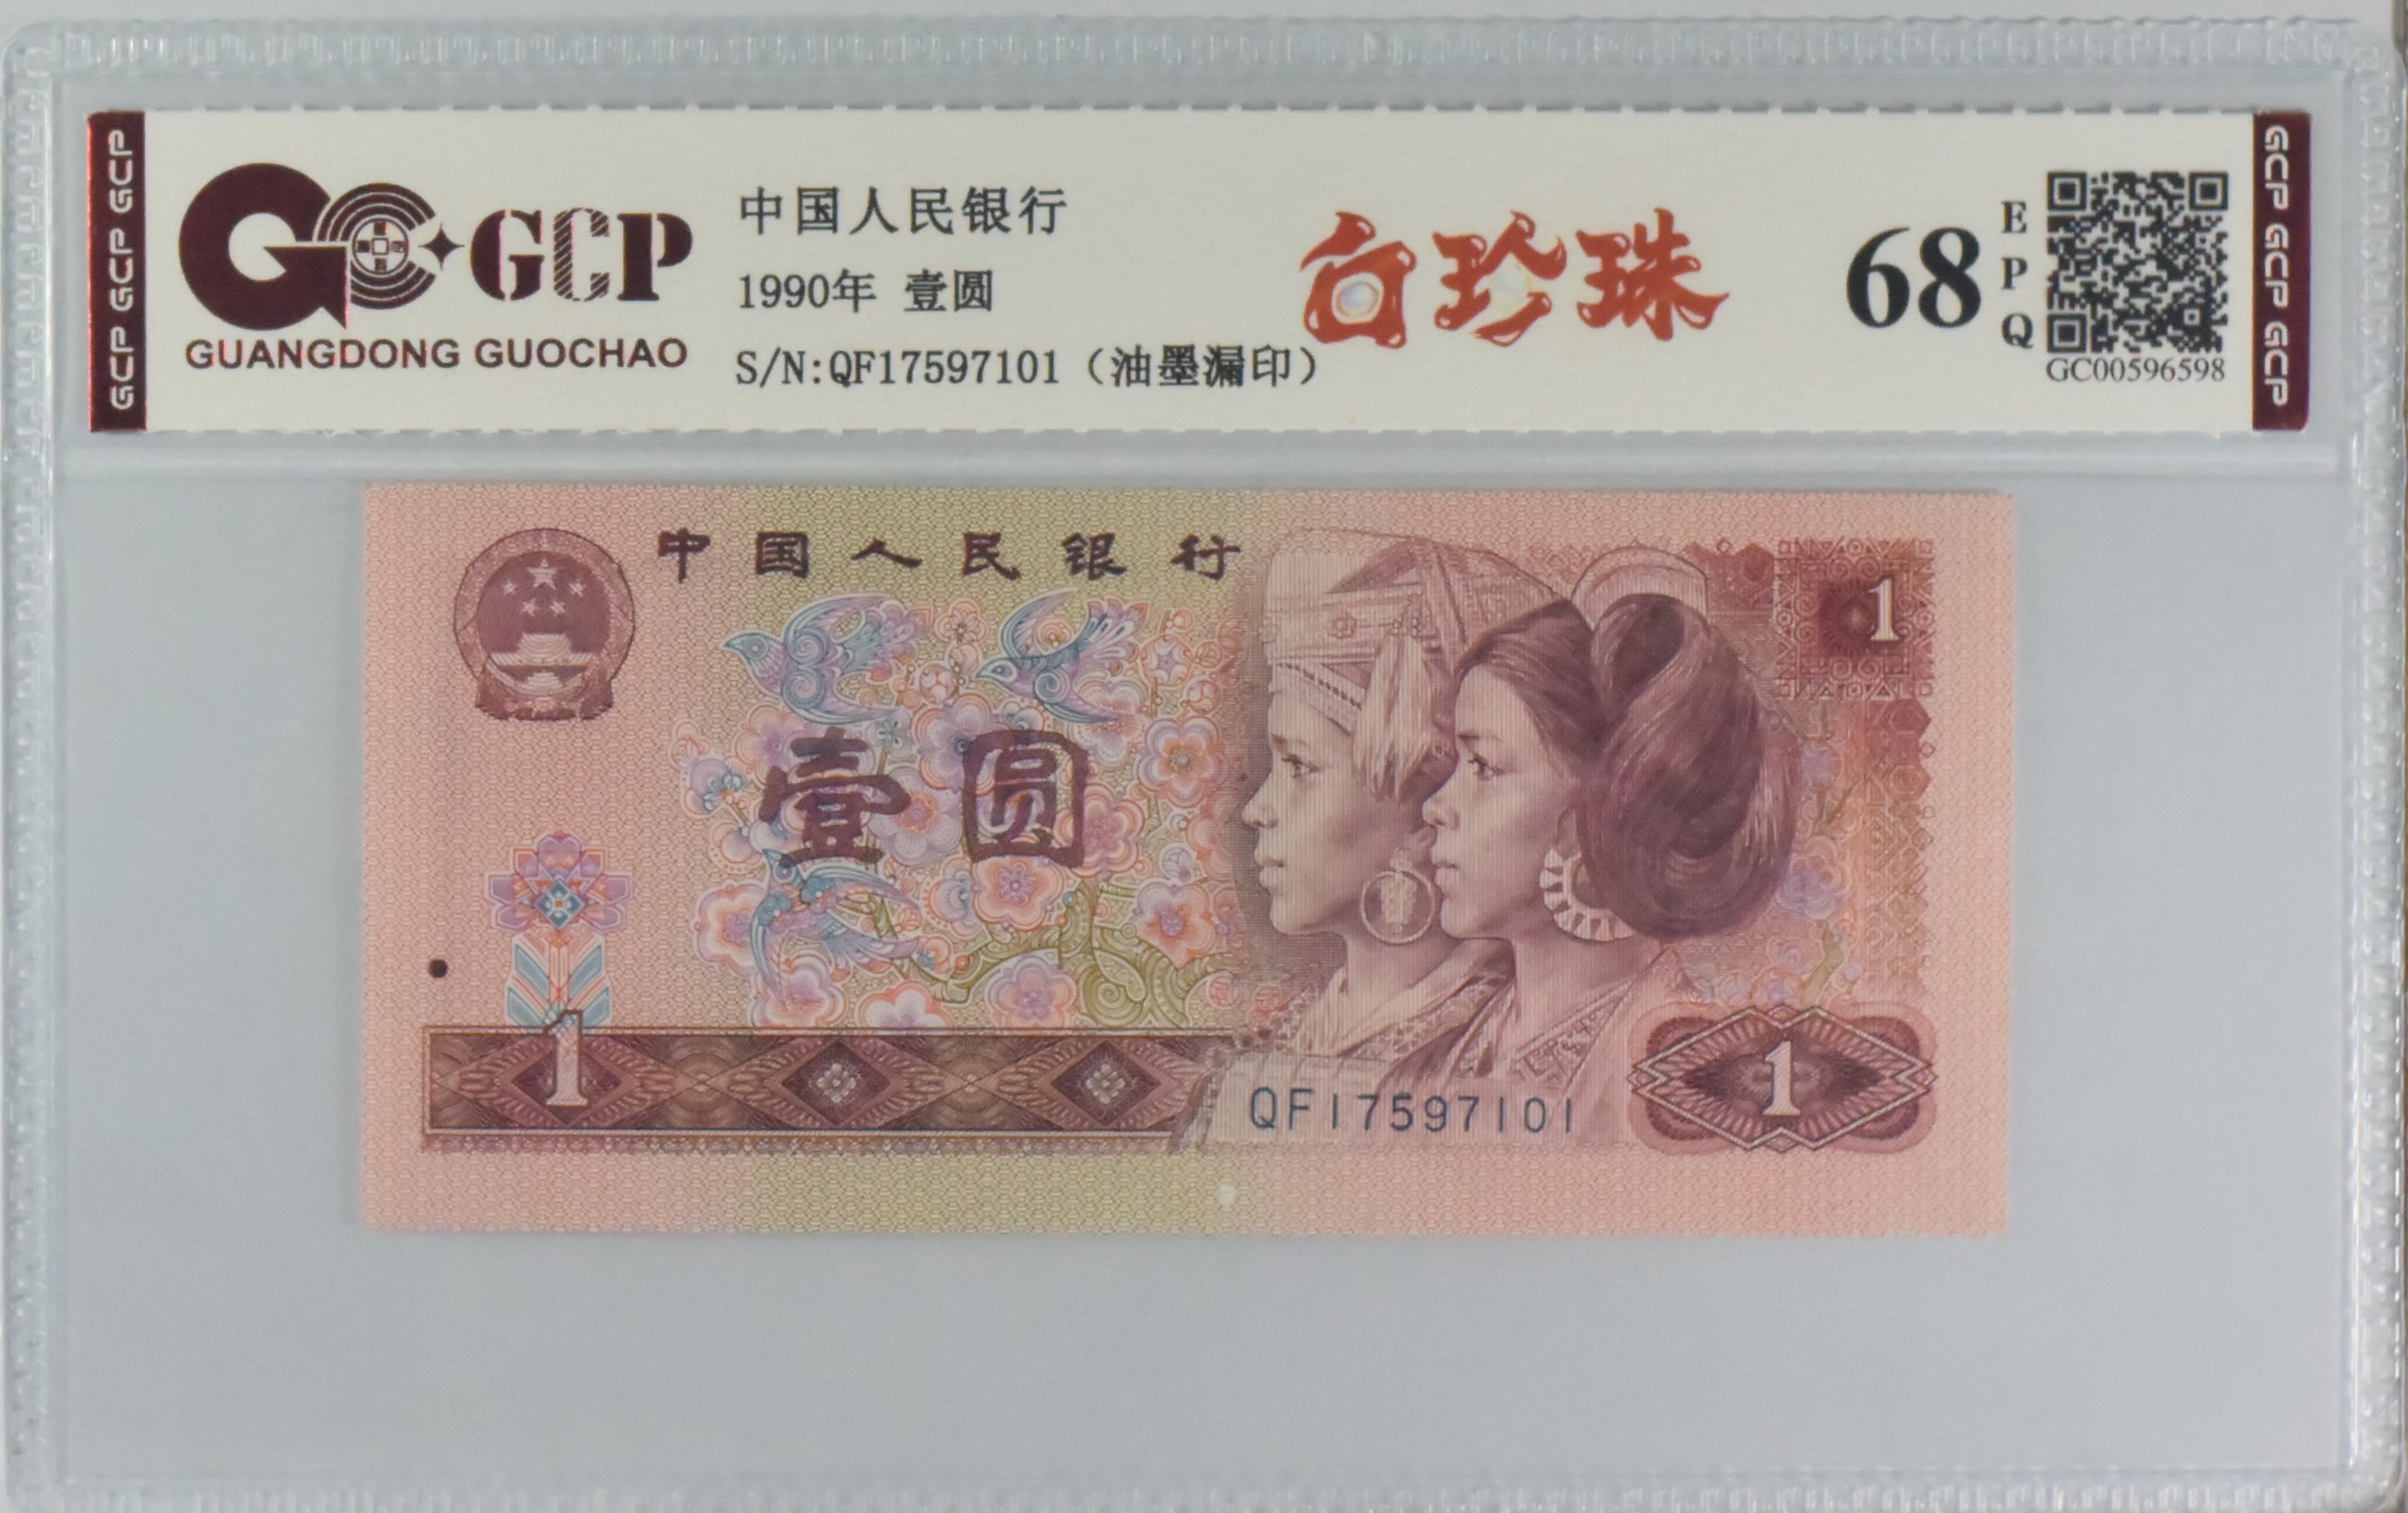 GCP GCP GCP
GCP
GUANGDONG GUOCHAO
中国人民银行
1990年 壹圆
S/N:QF17597101（油墨漏印）
白珍珠
68
EPQ
GC00596598
GCP GCP GCP
中国人民银行
1
壹圆
1
QF17597101
1